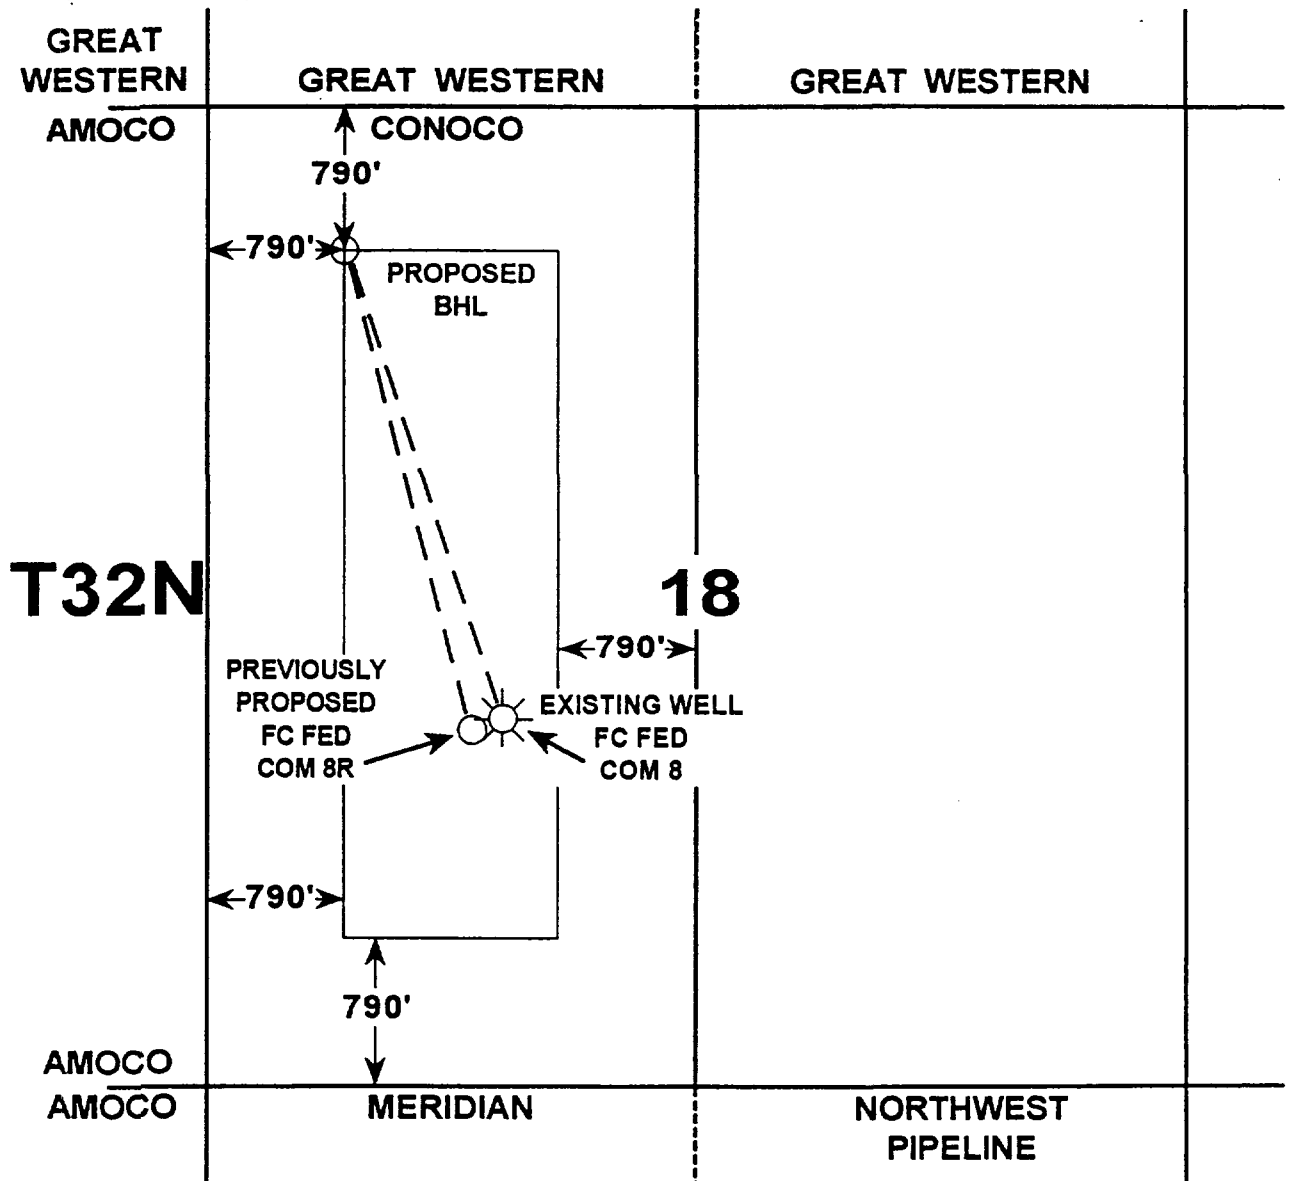 GREAT
WESTERN
GREAT WESTERN
GREAT WESTERN
AMOCO
CONOCO
790'
790'
PROPOSED
BHL
T32N
18
790'
PREVIOUSLY
PROPOSED
FC FED
COM 8R
EXISTING WELL
FC FED
COM 8
790'
790'
AMOCO
AMOCO
MERIDIAN
NORTHWEST
PIPELINE